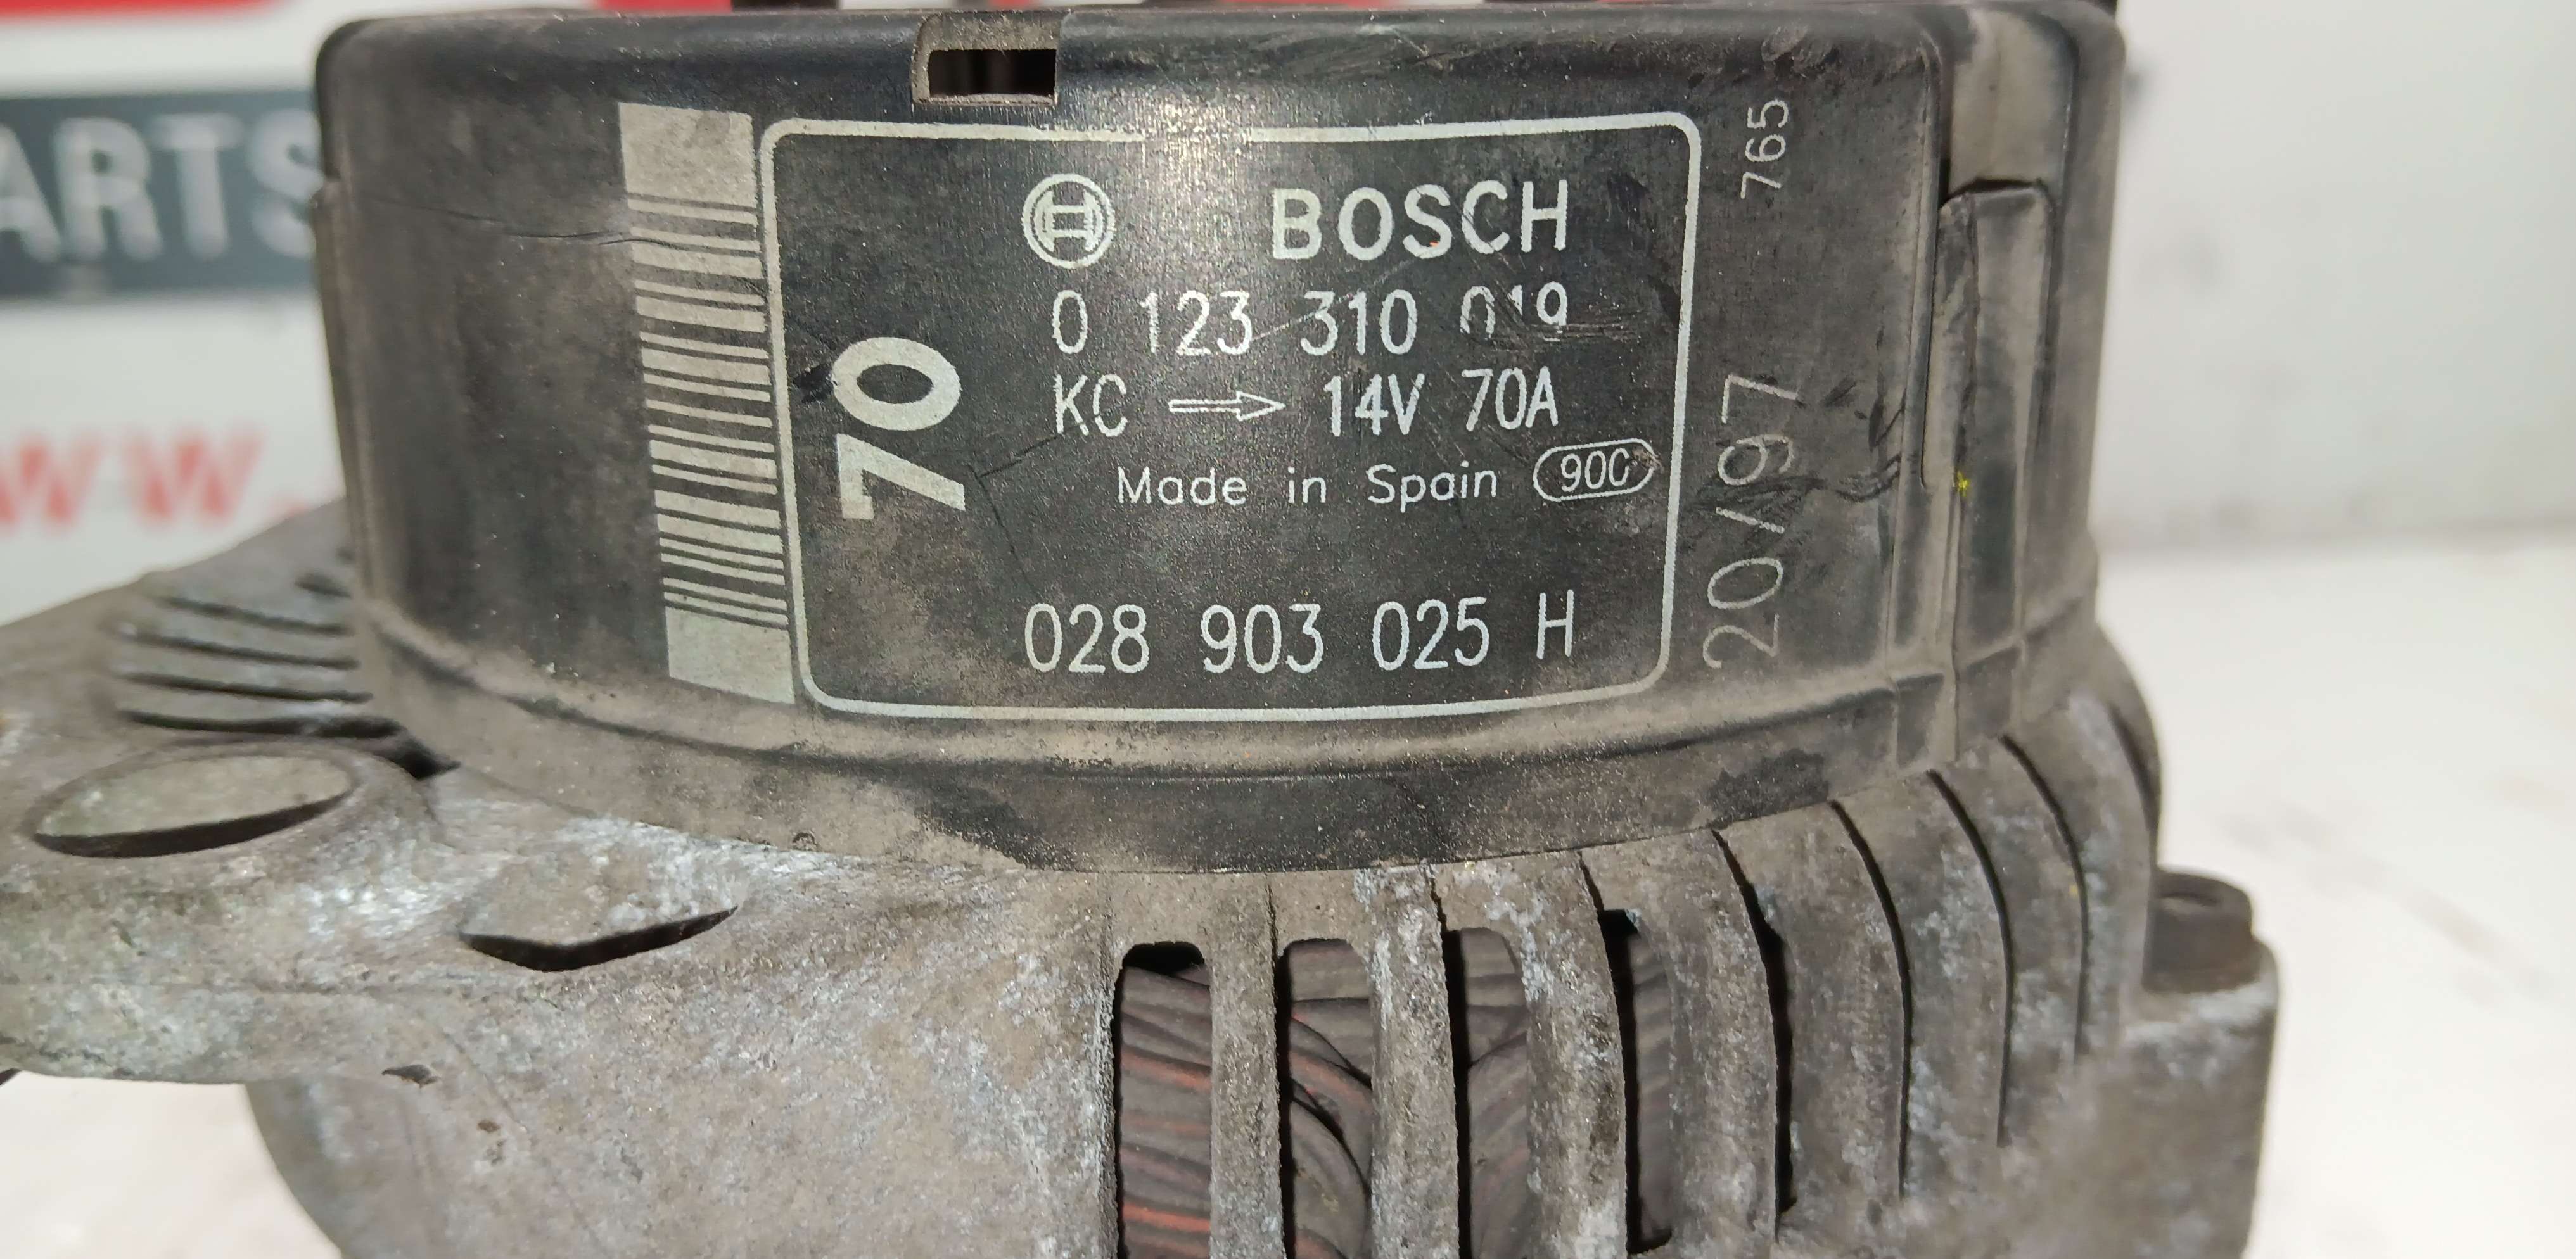 ARTS
WW.
BOSCH
0 123 310 019
KC → 14V 70A
Made in Spain 900
028 903 025 H
70
765
20/97